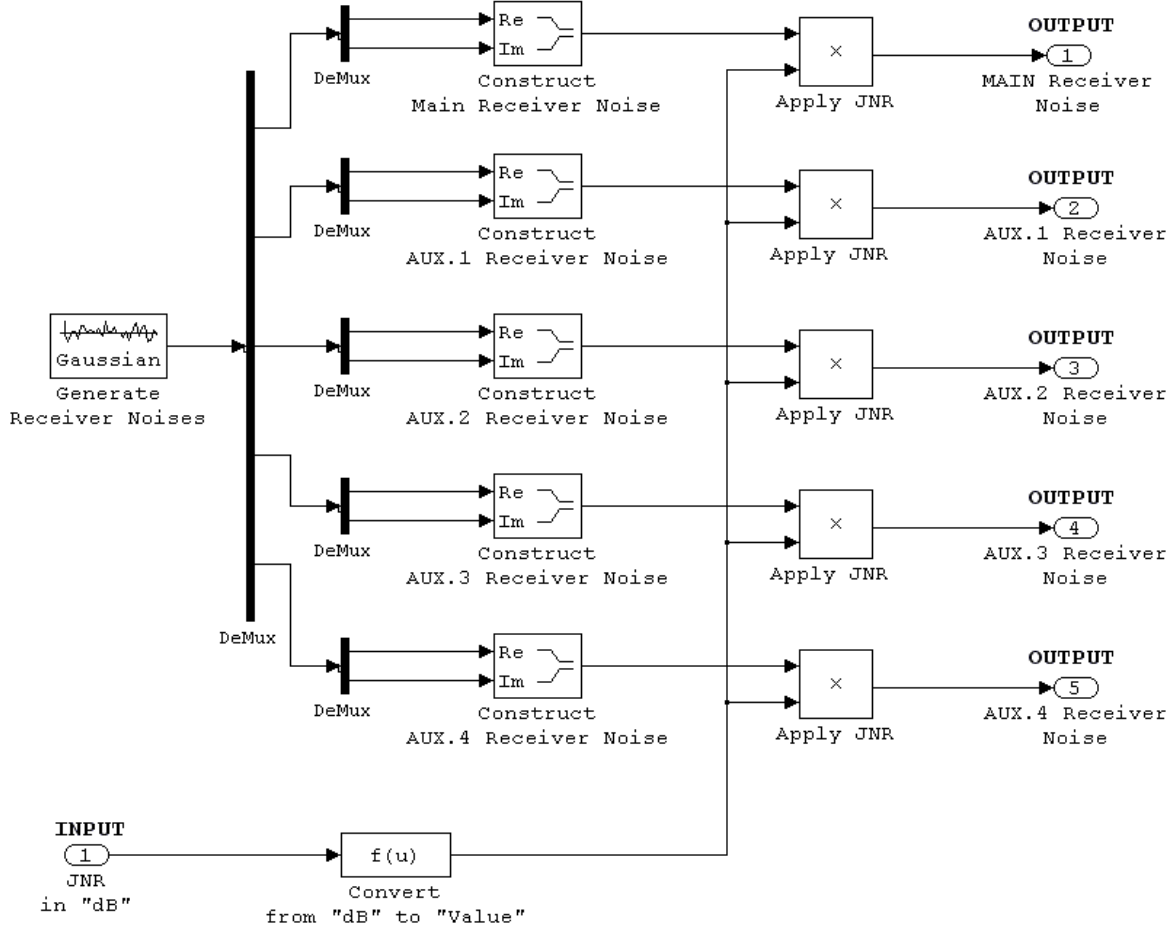 Re
Im
DeMux
Construct
Main Receiver Noise
×
Apply JNR
OUTPUT
1
MAIN Receiver
Noise
Re
Im
DeMux
Construct
AUX.1 Receiver Noise
×
Apply JNR
OUTPUT
2
AUX.1 Receiver
Noise
Gaussian
Generate
Receiver Noises
Re
Im
DeMux
Construct
AUX.2 Receiver Noise
×
Apply JNR
OUTPUT
3
AUX.2 Receiver
Noise
Re
Im
DeMux
Construct
AUX.3 Receiver Noise
×
Apply JNR
OUTPUT
4
AUX.3 Receiver
Noise
DeMux
Re
Im
DeMux
Construct
AUX.4 Receiver Noise
×
Apply JNR
OUTPUT
5
AUX.4 Receiver
Noise
INPUT
1
JNR
in "dB"
f(u)
Convert
from "dB" to "Value"